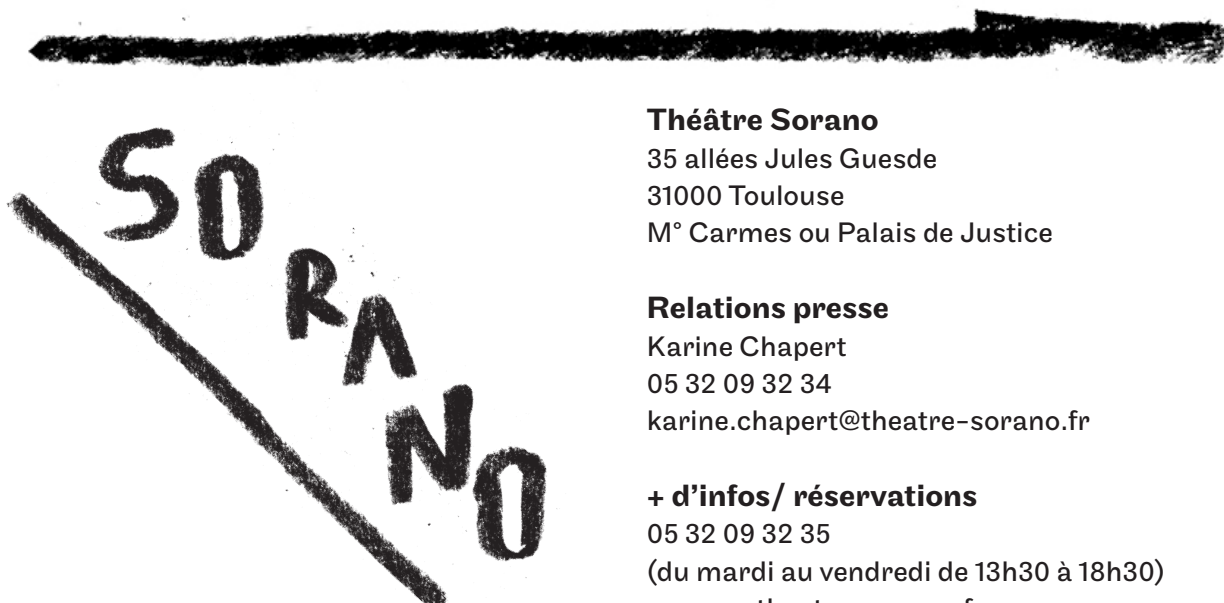 SORANO
Théâtre Sorano
35 allées Jules Guesde
31000 Toulouse
M° Carmes ou Palais de Justice
Relations presse
Karine Chapert
05 32 09 32 34
karine.chapert@theatre-sorano.fr
+ d’infos/ réservations
05 32 09 32 35
(du mardi au vendredi de 13h30 à 18h30)